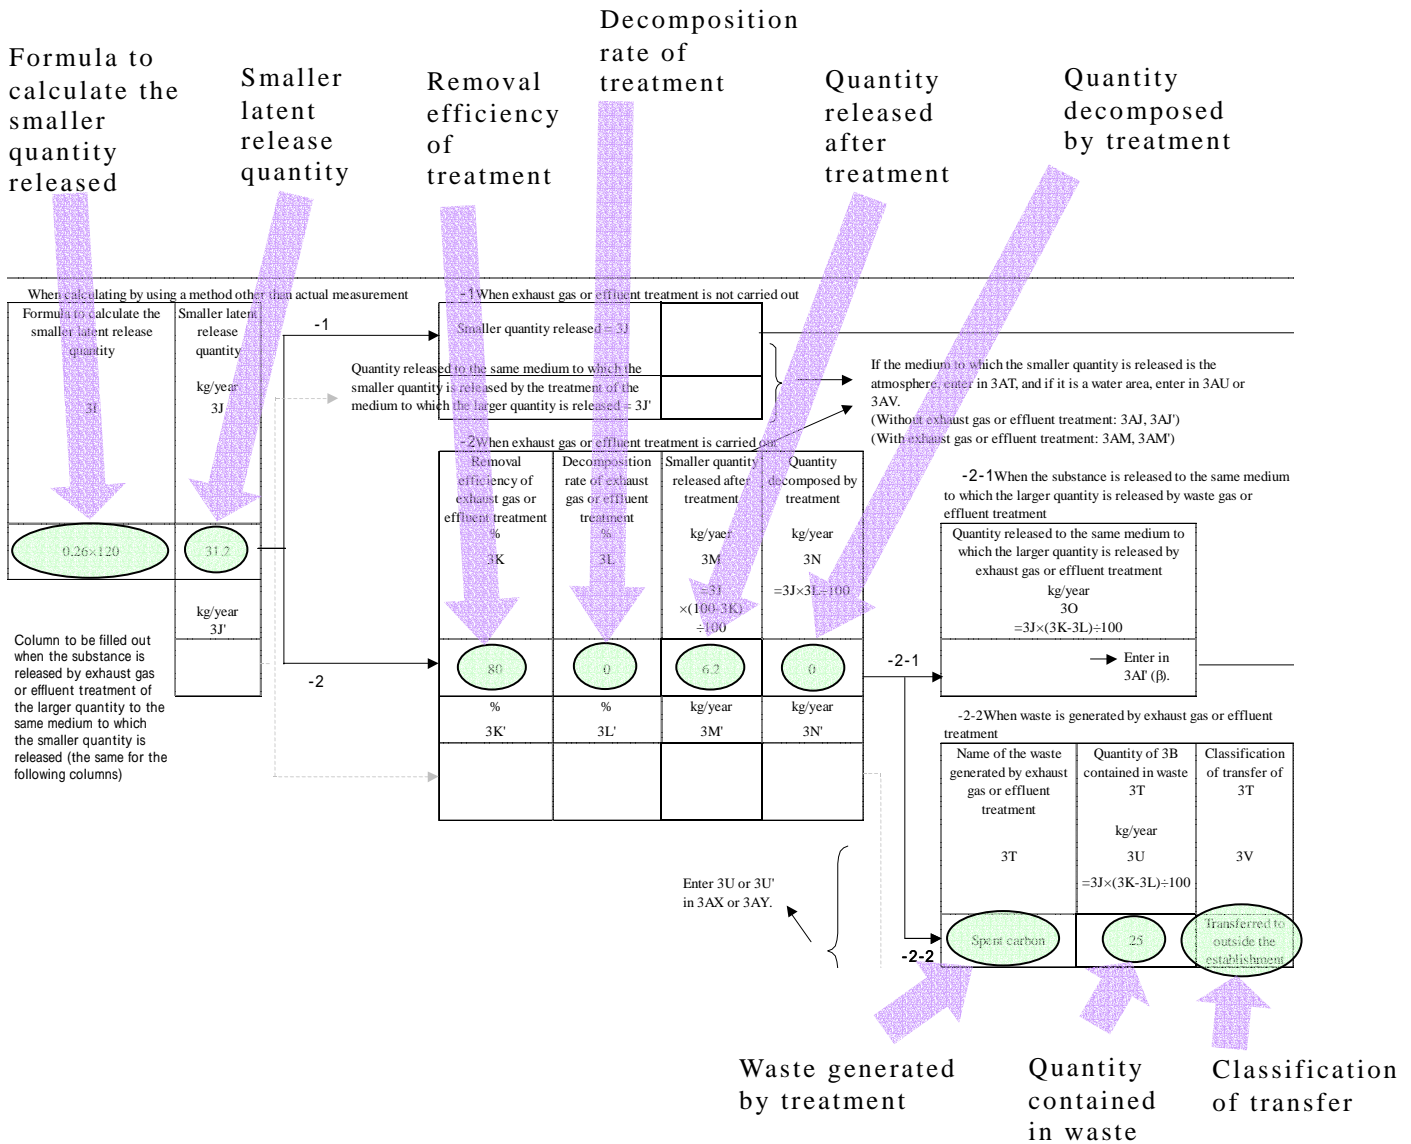 Decomposition
rate of
treatment
Formula to
calculate the
smaller
quantity
released
Smaller
latent
release
quantity
Removal
efficiency
of
treatment
Quantity
released
after
treatment
Quantity
decomposed
by treatment
When calculating by using a method other than actual measurement
-1When exhaust gas or effluent treatment is not carried out
Formula to calculate the
smaller latent release
quantity
3I
Smaller latent
release
quantity
kg/year
3J
-1
Smaller quantity released = 3J
Quantity released to the same medium to which the
smaller quantity is released by the treatment of the
medium to which the larger quantity is released = 3J'
If the medium to which the smaller quantity is released is the
atmosphere, enter in 3AT, and if it is a water area, enter in 3AU or
3AV.
(Without exhaust gas or effluent treatment: 3AJ, 3AJ')
(With exhaust gas or effluent treatment: 3AM, 3AM')
-2When exhaust gas or effluent treatment is carried out
Removal
efficiency of
exhaust gas or
effluent treatment
%
3K
Decomposition
rate of exhaust
gas or effluent
treatment
%
3L
Smaller quantity
released after
treatment
kg/yaer
3M
=3J
×(100-3K)
÷100
Quantity
decomposed by
treatment
kg/year
3N
=3J×3L÷100
-2-1When the substance is released to the same medium
to which the larger quantity is released by waste gas or
effluent treatment
Quantity released to the same medium to
which the larger quantity is released by
exhaust gas or effluent treatment
kg/year
3O
=3J×(3K-3L)÷100
0.26×120
31.2
kg/year
3J'
Column to be filled out
when the substance is
released by exhaust gas
or effluent treatment of
the larger quantity to the
same medium to which
the smaller quantity is
released (the same for the
following columns)
-2
80
0
6.2
0
-2-1
Enter in
3AI' (β).
%
3K'
%
3L'
kg/year
3M'
kg/year
3N'
-2-2When waste is generated by exhaust gas or effluent
treatment
Name of the waste
generated by exhaust
gas or effluent
treatment
3T
Quantity of 3B
contained in waste
3T
kg/year
3U
=3J×(3K-3L)÷100
Classification
of transfer of
3T
3V
Enter 3U or 3U'
in 3AX or 3AY.
-2-2
Spent carbon
25
Transferred to
outside the
establishment
Waste generated
by treatment
Quantity
contained
in waste
Classification
of transfer